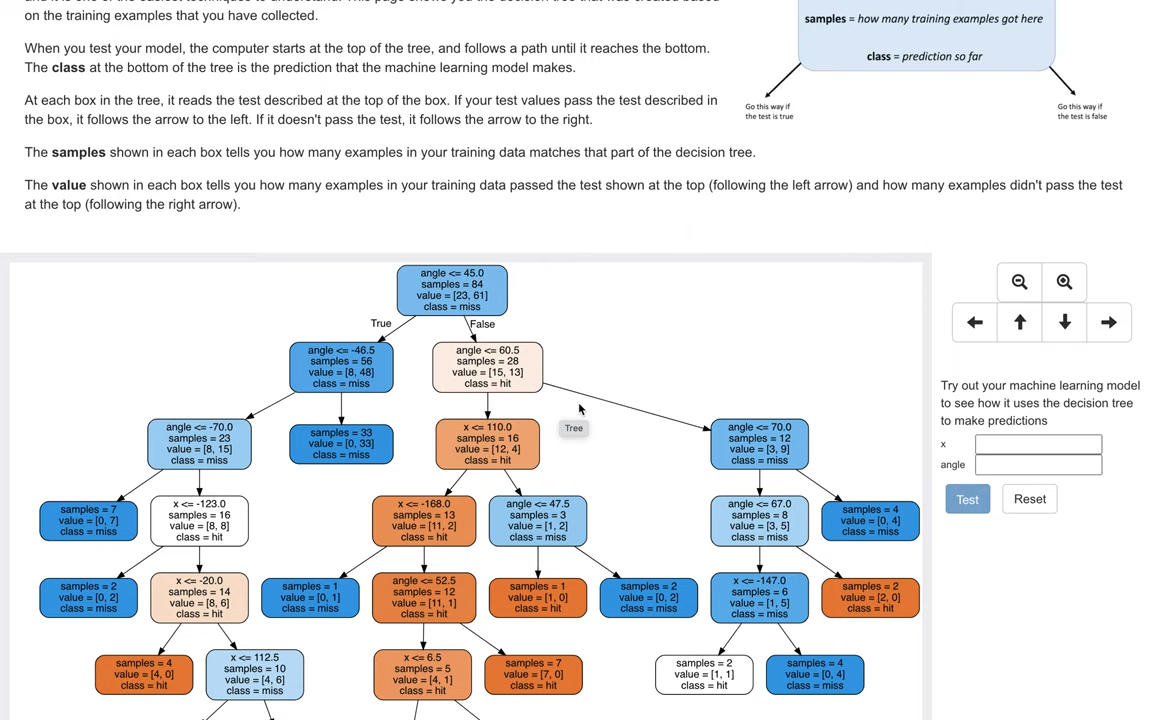 on the training examples that you have collected.
When you test your model, the computer starts at the top of the tree, and follows a path until it reaches the bottom.
The class at the bottom of the tree is the prediction that the machine learning model makes.
At each box in the tree, it reads the test described at the top of the box. If your test values pass the test described in
the box, it follows the arrow to the left. If it doesn't pass the test, it follows the arrow to the right.
The samples shown in each box tells you how many examples in your training data matches that part of the decision tree.
The value shown in each box tells you how many examples in your training data passed the test shown at the top (following the left arrow) and how many examples didn't pass the test
at the top (following the right arrow).
samples = how many training examples got here
class = prediction so far
Go this way if
the test is true
Go this way if
the test is false
angle <= 45.0
samples = 84
value = [23, 61]
class = miss
True
False
angle <= -46.5
samples = 56
value = [8, 48]
class = miss
angle <= 60.5
samples = 28
value = [15, 13]
class = hit
angle <= -70.0
samples = 23
value = [8, 15]
class = miss
samples = 33
value = [0, 33]
class = miss
x <= 110.0
samples = 16
value = [12, 4]
class = hit
Tree
angle <= 70.0
samples = 12
value = [3, 9]
class = miss
samples = 7
value = [0, 7]
class = miss
x <= -123.0
samples = 16
value = [8, 8]
class = hit
x <= -168.0
samples = 13
value = [11, 2]
class = hit
angle <= 47.5
samples = 3
value = [1, 2]
class = miss
angle <= 67.0
samples = 8
value = [3, 5]
class = miss
samples = 4
value = [0, 4]
class = miss
samples = 2
value = [0, 2]
class = miss
x <= -20.0
samples = 14
value = [8, 6]
class = hit
samples = 1
value = [0, 1]
class = miss
angle <= 52.5
samples = 12
value = [11, 1]
class = hit
samples = 1
value = [1, 0]
class = hit
samples = 2
value = [0, 2]
class = miss
x <= -147.0
samples = 6
value = [1, 5]
class = miss
samples = 2
value = [2, 0]
class = hit
samples = 4
value = [4, 0]
class = hit
x <= 112.5
samples = 10
value = [4, 6]
class = miss
x <= 6.5
samples = 5
value = [4, 1]
class = hit
samples = 7
value = [7, 0]
class = hit
samples = 2
value = [1, 1]
class = hit
samples = 4
value = [0, 4]
class = miss
Try out your machine learning model
to see how it uses the decision tree
to make predictions
x
angle
Test
Reset